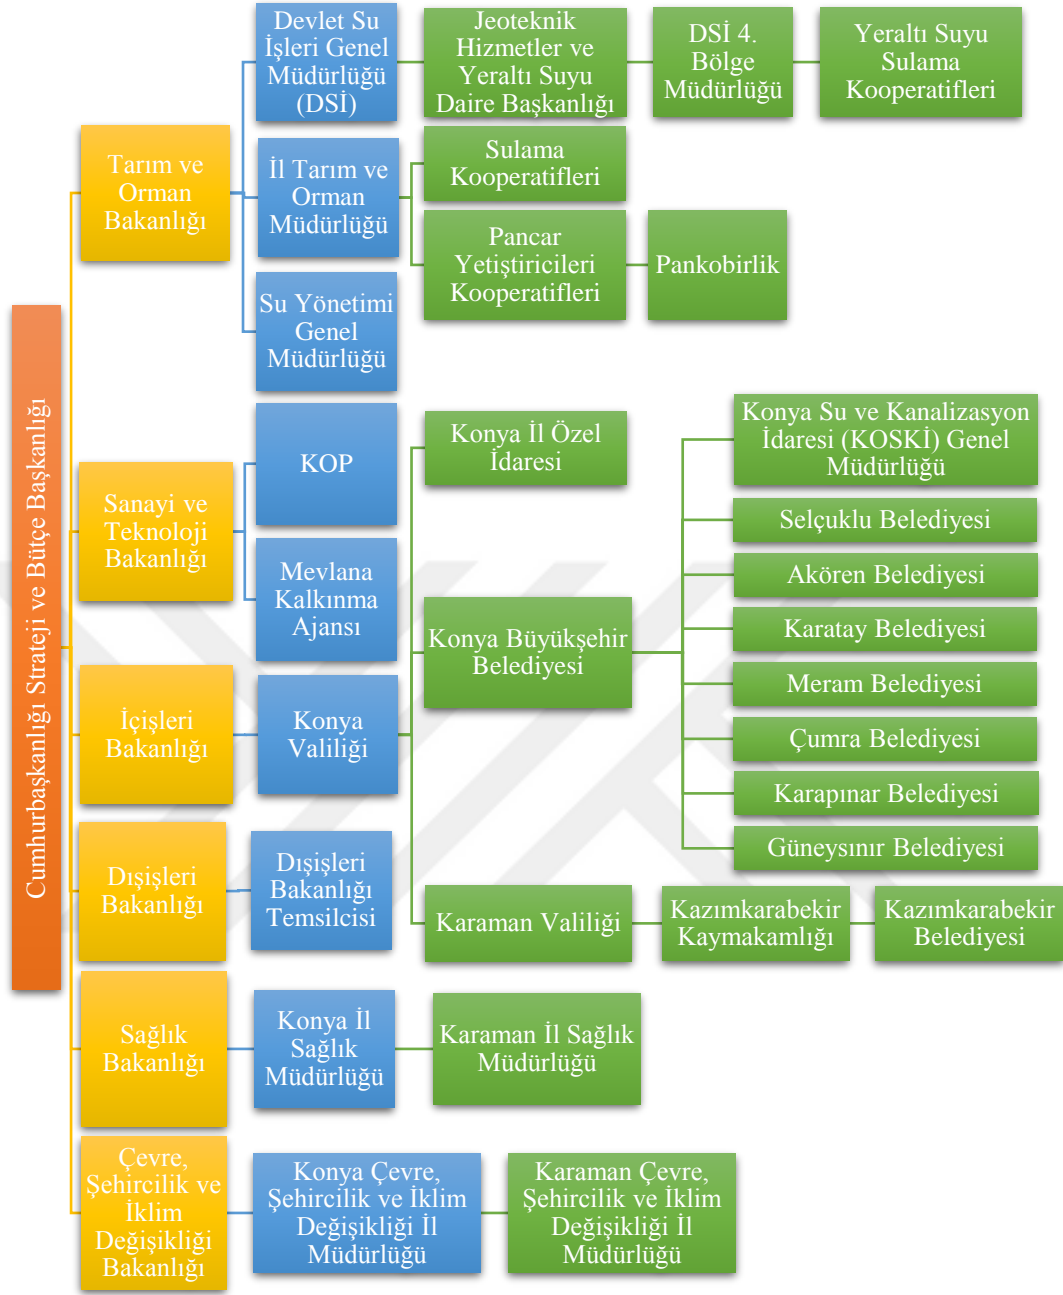 Cumhurbaşkanlığı Strateji ve Bütçe Başkanlığı
Tarım ve
Orman
Bakanlığı
Devlet Su
İşleri Genel
Müdürlüğü
(DSİ)
Jeoteknik
Hizmetler ve
Yeraltı Suyu
Daire Başkanlığı
DSİ 4.
Bölge
Müdürlüğü
Yeraltı Suyu
Sulama
Kooperatifleri
İl Tarım ve
Orman
Müdürlüğü
Sulama
Kooperatifleri
Pancar
Yetiştiricileri
Kooperatifleri
Pankobirlik
Su Yönetimi
Genel
Müdürlüğü
Sanayi ve
Teknoloji
Bakanlığı
KOP
Mevlana
Kalkınma
Ajansı
İçişleri
Bakanlığı
Konya
Valiliği
Konya İl Özel
İdaresi
Konya Büyükşehir
Belediyesi
Konya Su ve Kanalizasyon
İdaresi (KOSKİ) Genel
Müdürlüğü
Selçuklu Belediyesi
Akören Belediyesi
Karatay Belediyesi
Meram Belediyesi
Çumra Belediyesi
Karapınar Belediyesi
Güneysınır Belediyesi
Karaman Valiliği
Kazımkarabekir
Kaymakamlığı
Kazımkarabekir
Belediyesi
Dışişleri
Bakanlığı
Dışişleri
Bakanlığı
Temsilcisi
Sağlık
Bakanlığı
Konya İl
Sağlık
Müdürlüğü
Karaman İl Sağlık
Müdürlüğü
Çevre,
Şehircilik ve
İklim
Değişikliği
Bakanlığı
Konya Çevre,
Şehircilik ve İklim
Değişikliği İl
Müdürlüğü
Karaman Çevre,
Şehircilik ve İklim
Değişikliği İl
Müdürlüğü